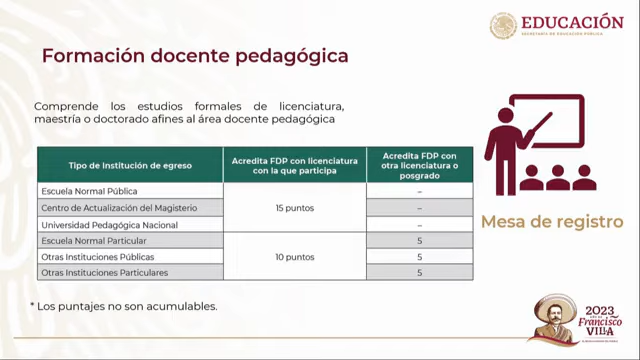 EDUCACIÓN
SECRETARÍA DE EDUCACIÓN PÚBLICA
Formación docente pedagógica
Comprende los estudios formales de licenciatura,
maestría o doctorado afines al área docente pedagógica
Tipo de Institución de egreso
Acredita FDP con licenciatura
con la que participa
Acredita FDP con
otra licenciatura o
posgrado
Escuela Normal Pública
–
Centro de Actualización del Magisterio
15 puntos
–
Universidad Pedagógica Nacional
–
Escuela Normal Particular
5
Otras Instituciones Públicas
10 puntos
5
Otras Instituciones Particulares
5
* Los puntajes no son acumulables.
Mesa de registro
2023
Francisco
VILLA